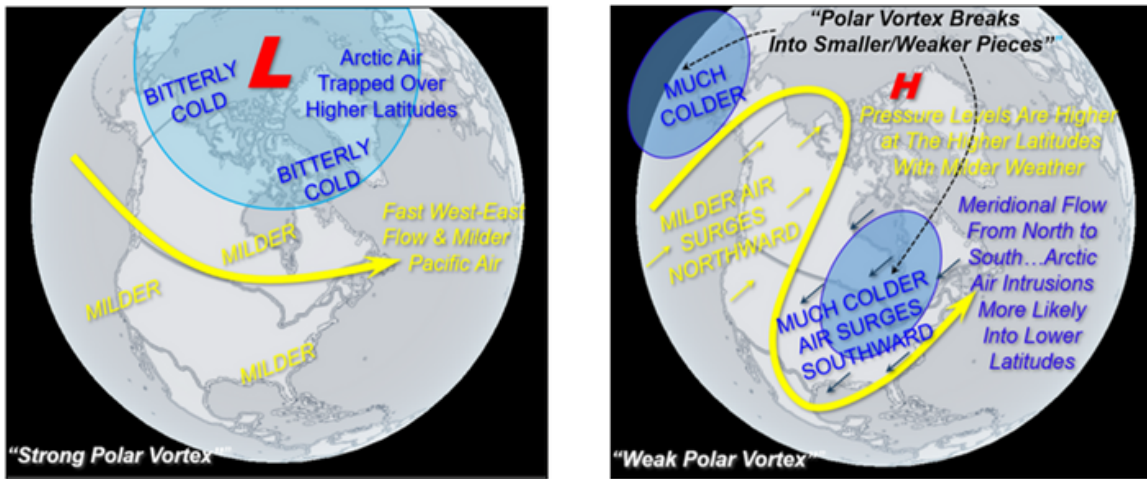 L
Arctic Air
Trapped Over
Higher Latitudes
BITTERLY
COLD
BITTERLY
COLD
Fast West-East
Flow & Milder
Pacific Air
MILDER
MILDER
MILDER
“Strong Polar Vortex”
“Polar Vortex Breaks
Into Smaller/Weaker Pieces”
MUCH
COLDER
H
Pressure Levels Are Higher
at The Higher Latitudes
With Milder Weather
MILDER AIR
SURGES
NORTHWARD
Meridional Flow
From North to
South…Arctic
Air Intrusions
More Likely
Into Lower
Latitudes
MUCH COLDER
AIR SURGES
SOUTHWARD
“Weak Polar Vortex”